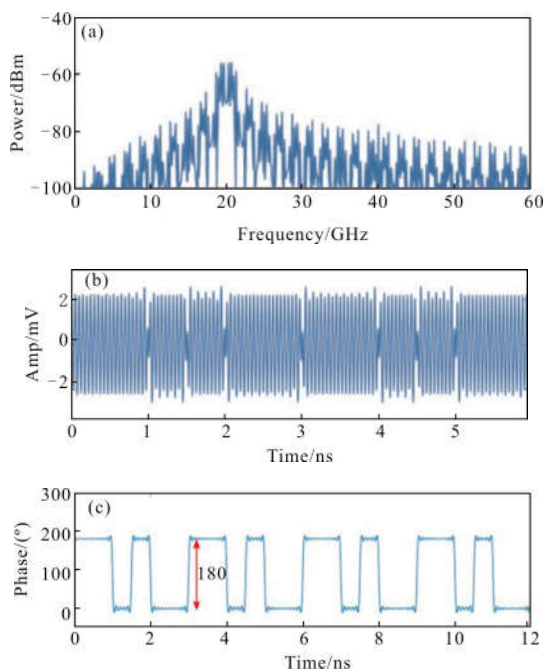 (a)
Power/dBm
-40
-60
-80
-100
0 10 20 30 40 50 60
Frequency/GHz
(b)
Amp/mV
2
0
-2
0 1 2 3 4 5
Time/ns
(c)
Phase/(º)
300
200
100
0
180
0 2 4 6 8 10 12
Time/ns